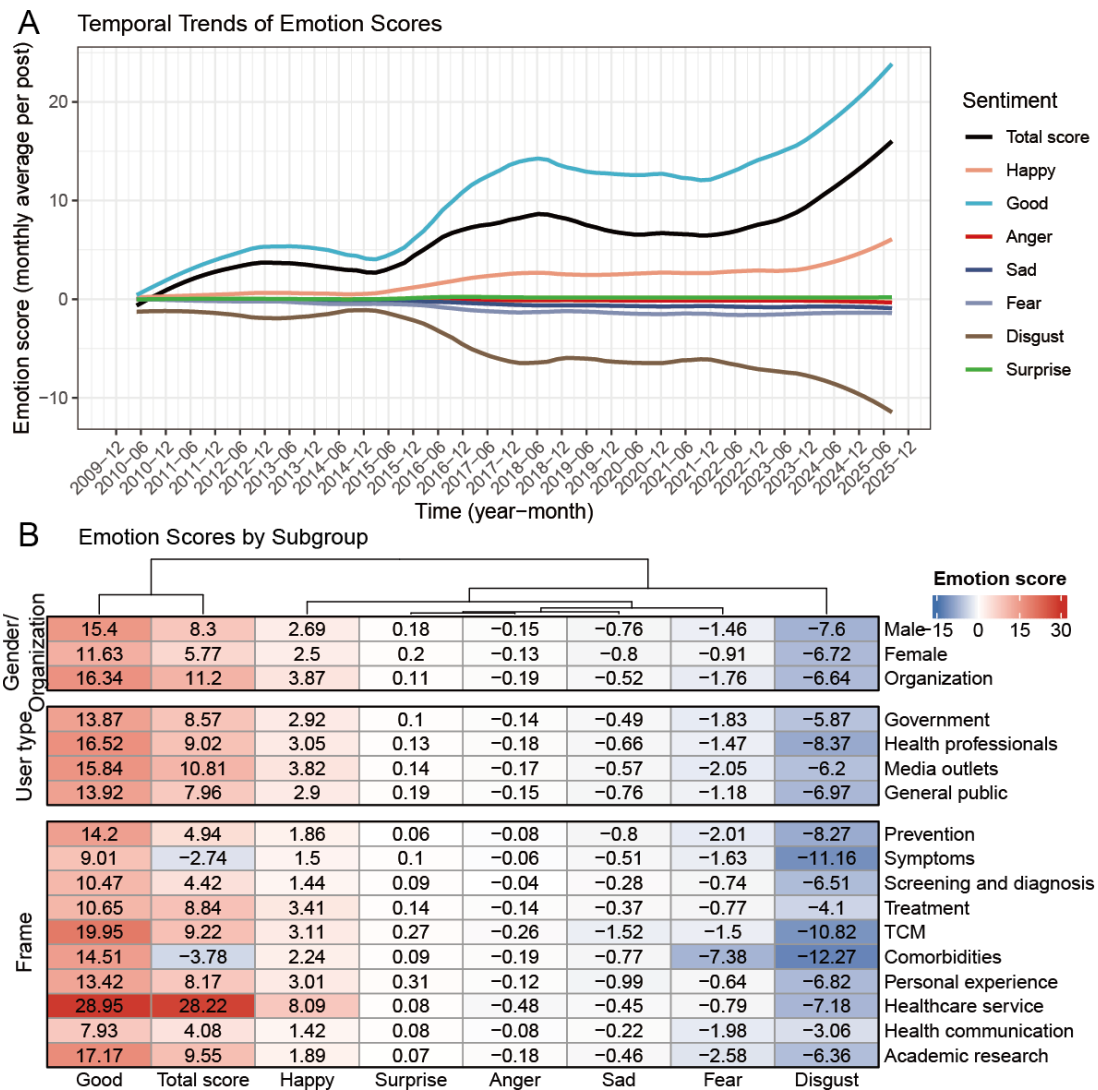 A
Temporal Trends of Emotion Scores
Emotion score (monthly average per post)
20
10
0
−10
2009−12
2010−06
2010−12
2011−06
2011−12
2012−06
2012−12
2013−06
2013−12
2014−06
2014−12
2015−06
2015−12
2016−06
2016−12
2017−06
2017−12
2018−06
2018−12
2019−06
2019−12
2020−06
2020−12
2021−06
2021−12
2022−06
2022−12
2023−06
2023−12
2024−06
2024−12
2025−06
2025−12
Time (year−month)
Sentiment
Total score
Happy
Good
Anger
Sad
Fear
Disgust
Surprise
B
Emotion Scores by Subgroup
Emotion score
−15 0 15 30
Gender/
Organization
15.4 8.3 2.69 0.18 −0.15 −0.76 −1.46 −7.6 Male
11.63 5.77 2.5 0.2 −0.13 −0.8 −0.91 −6.72 Female
16.34 11.2 3.87 0.11 −0.19 −0.52 −1.76 −6.64 Organization
User type
13.87 8.57 2.92 0.1 −0.14 −0.49 −1.83 −5.87 Government
16.52 9.02 3.05 0.13 −0.18 −0.66 −1.47 −8.37 Health professionals
15.84 10.81 3.82 0.14 −0.17 −0.57 −2.05 −6.2 Media outlets
13.92 7.96 2.9 0.19 −0.15 −0.76 −1.18 −6.97 General public
Frame
14.2 4.94 1.86 0.06 −0.08 −0.8 −2.01 −8.27 Prevention
9.01 −2.74 1.5 0.1 −0.06 −0.51 −1.63 −11.16 Symptoms
10.47 4.42 1.44 0.09 −0.04 −0.28 −0.74 −6.51 Screening and diagnosis
10.65 8.84 3.41 0.14 −0.14 −0.37 −0.77 −4.1 Treatment
19.95 9.22 3.11 0.27 −0.26 −1.52 −1.5 −10.82 TCM
14.51 −3.78 2.24 0.09 −0.19 −0.77 −7.38 −12.27 Comorbidities
13.42 8.17 3.01 0.31 −0.12 −0.99 −0.64 −6.82 Personal experience
28.95 28.22 8.09 0.08 −0.48 −0.45 −0.79 −7.18 Healthcare service
7.93 4.08 1.42 0.08 −0.08 −0.22 −1.98 −3.06 Health communication
17.17 9.55 1.89 0.07 −0.18 −0.46 −2.58 −6.36 Academic research
Good Total score Happy Surprise Anger Sad Fear Disgust